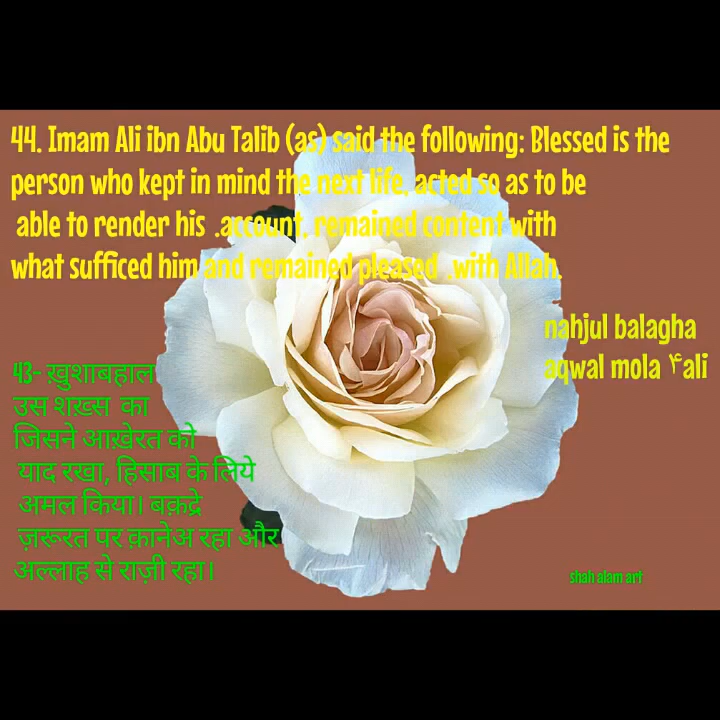 44. Imam Ali ibn Abu Talib (as) said the following: Blessed is the
person who kept in mind the next life, acted so as to be
able to render his .account, remained content with
what sufficed him and remained pleased .with Allah.
nahjul balagha
aqwal mola ۴ali
43- ख़ुशाबहाल
उस शख़्स का
जिसने आख़ेरत को
याद रखा, हिसाब के लिये
अमल किया। बक़द्रे
ज़रूरत पर क़ानेअ रहा और
अल्लाह से राज़ी रहा।
shah alam art